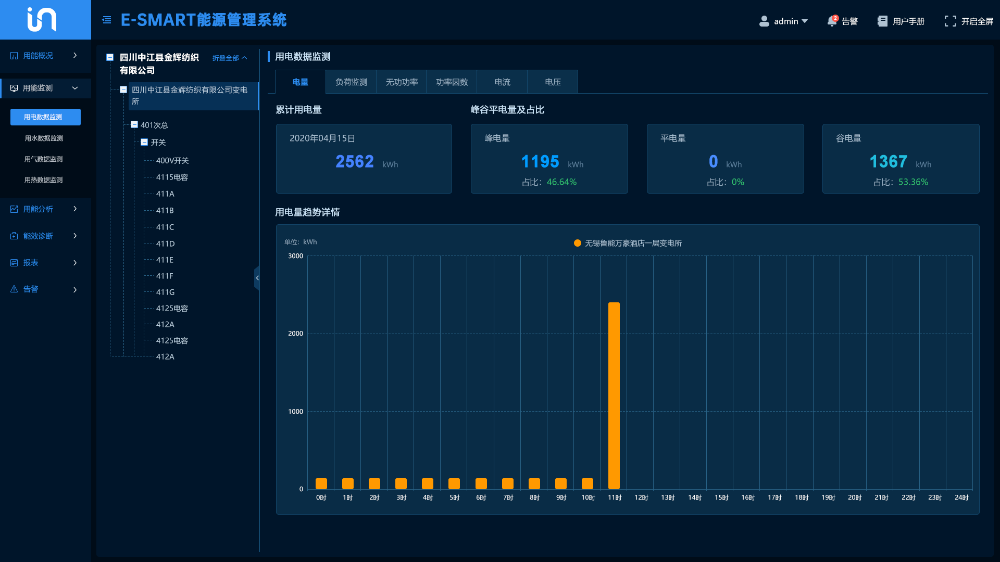 in
E-SMART能源管理系统
admin
2
告警
用户手册
开启全屏
用能概况
用能监测
用电数据监测
用水数据监测
用气数据监测
用热数据监测
用能分析
能效诊断
报表
告警
四川中江县金辉纺织
有限公司
折叠全部
四川中江县金辉纺织有限公司变电
所
401次总
开关
400V开关
4115电容
411A
411B
411C
411D
411E
411F
411G
4125电容
412A
4125电容
412A
用电数据监测
电量
负荷监测
无功功率
功率因数
电流
电压
累计用电量
峰谷平电量及占比
2020年04月15日
2562 kWh
峰电量
1195 kWh
占比：46.64%
平电量
0 kWh
占比：0%
谷电量
1367 kWh
占比：53.36%
用电量趋势详情
单位：kWh
无锡鲁能万豪酒店一层变电所
3000
2000
1000
0
0时 1时 2时 3时 4时 5时 6时 7时 8时 9时 10时 11时 12时 13时 14时 15时 16时 17时 18时 19时 20时 21时 22时 23时 24时